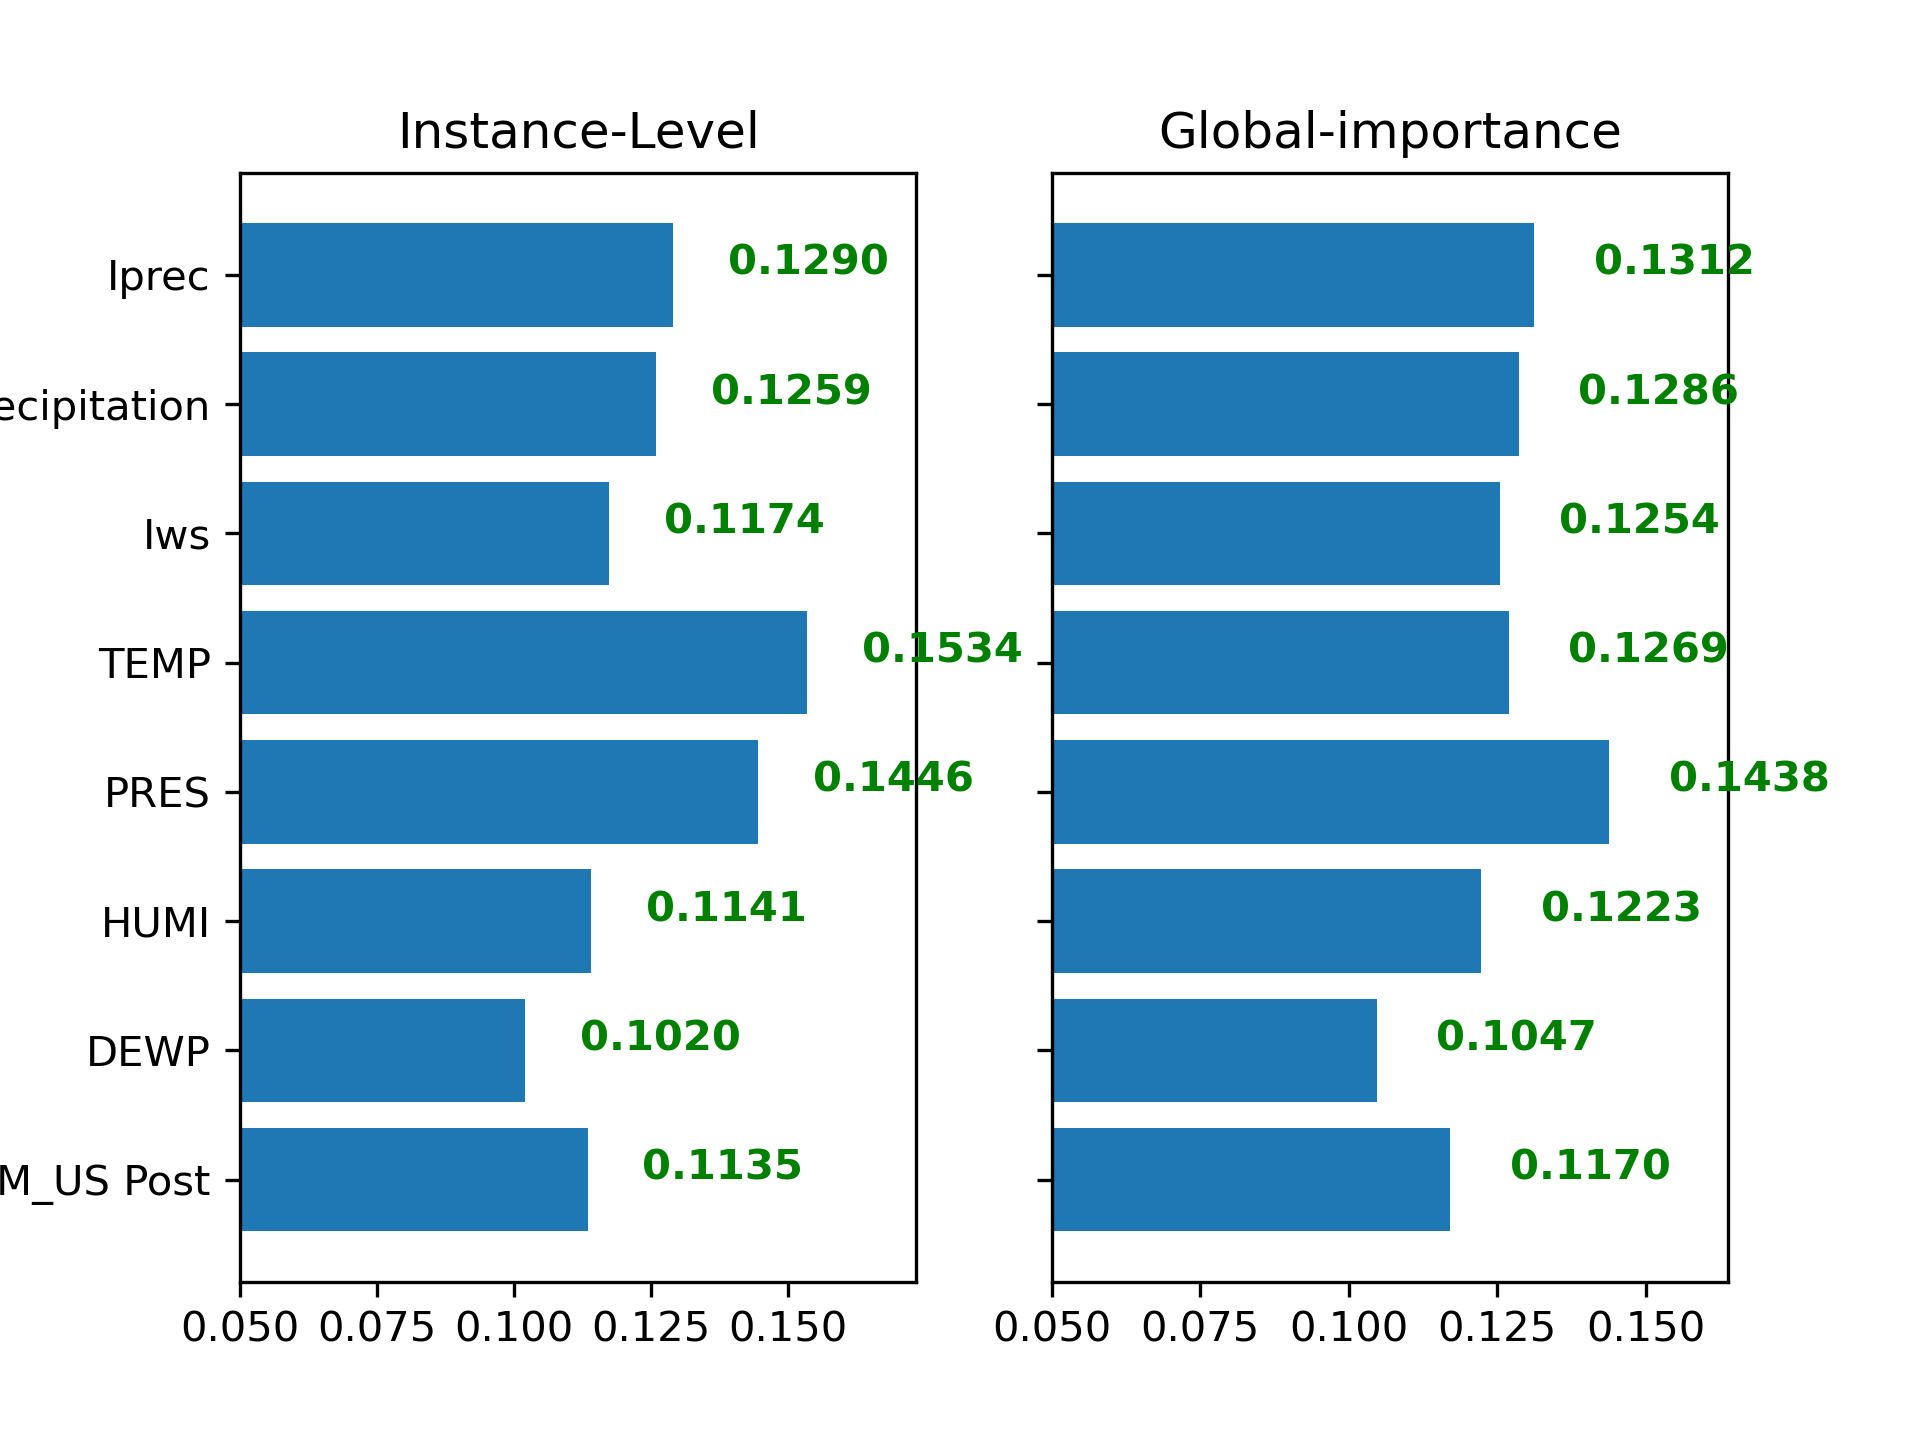 Instance-Level Global-importance
Iprec 0.1290 0.1312
ecipitation 0.1259 0.1286
Iws 0.1174 0.1254
TEMP 0.1534 0.1269
PRES 0.1446 0.1438
HUMI 0.1141 0.1223
DEWP 0.1020 0.1047
M_US Post 0.1135 0.1170
0.050 0.075 0.100 0.125 0.150 0.050 0.075 0.100 0.125 0.150